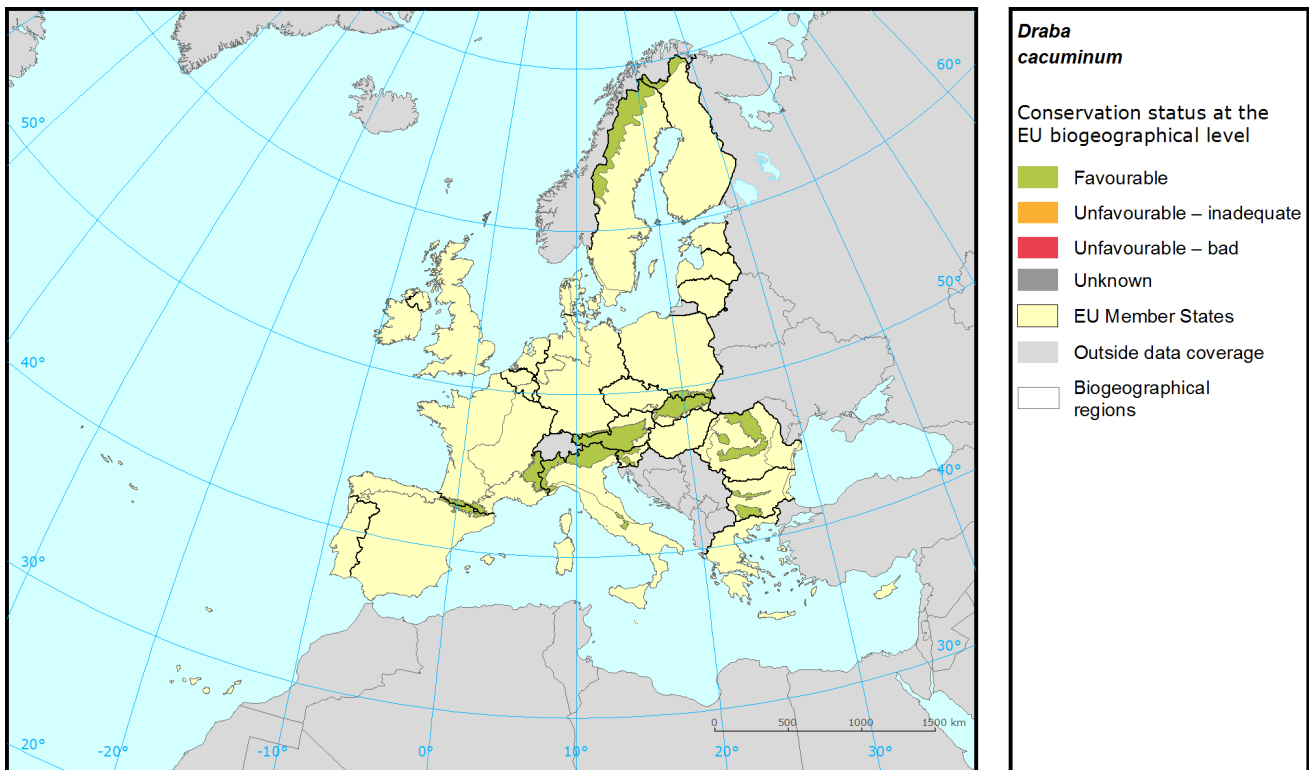 Draba
cacuminum
Conservation status at the
EU biogeographical level
Favourable
Unfavourable – inadequate
Unfavourable – bad
Unknown
EU Member States
Outside data coverage
Biogeographical
regions
60°
50°
50°
40°
40°
30°
30°
0 500 1000 1500 km
20° -20° -10° 0° 10° 20° 30°